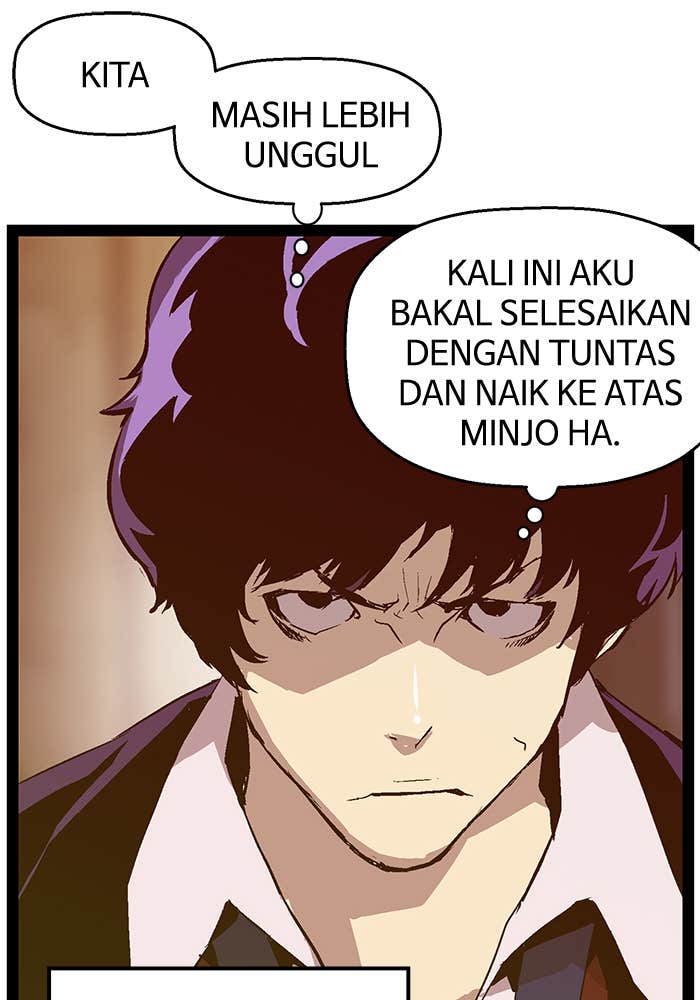 KITA
MASIH LEBIH
UNGGUL
KALI INI AKU
BAKAL SELESAIKAN
DENGAN TUNTAS
DAN NAIK KE ATAS
MINJO HA.